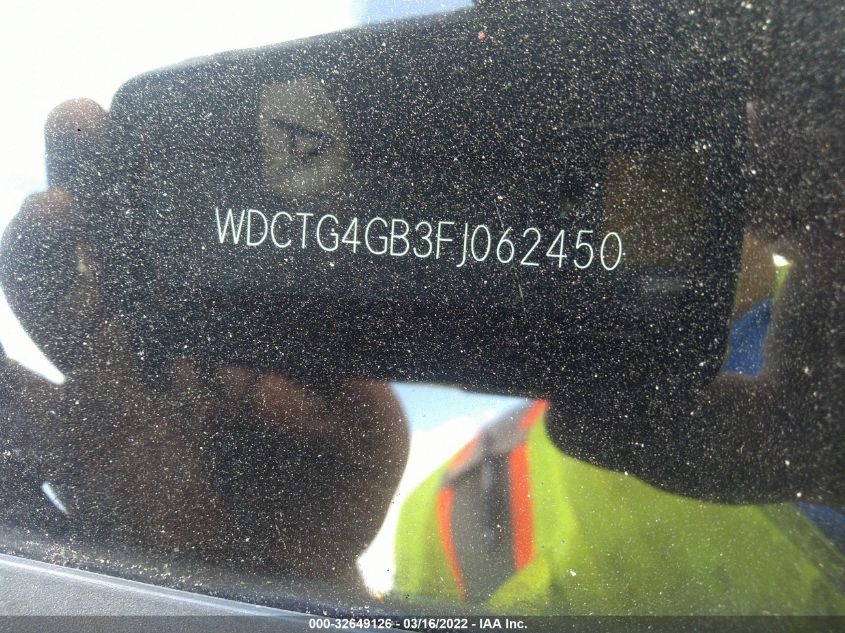 WDCTG4GB3FJ062450
000-32649126 - 03/16/2022 - IAA Inc.